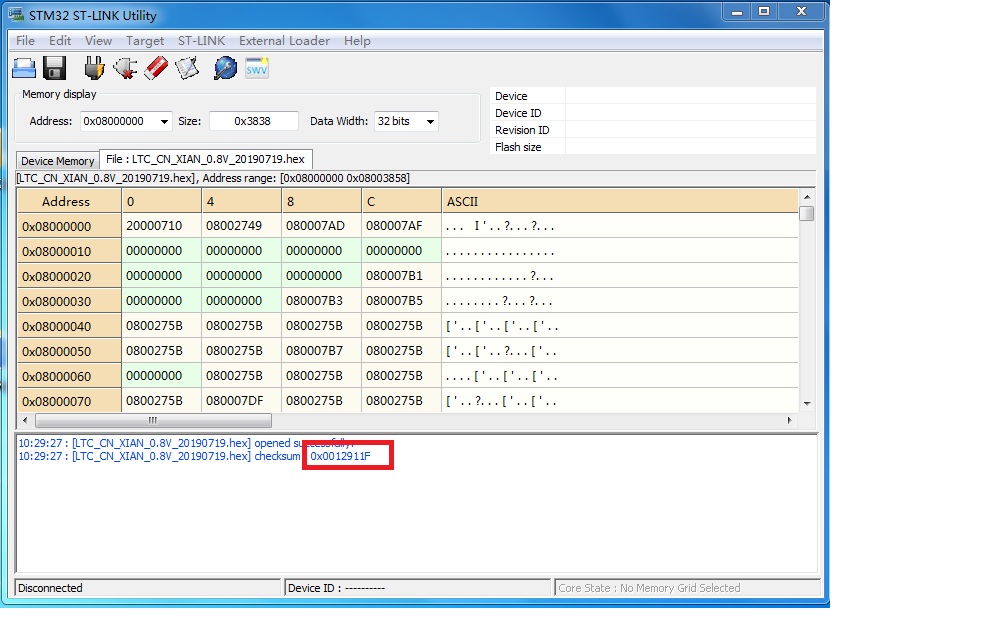 STM32 ST-LINK Utility
File Edit View Target ST-LINK External Loader Help
SWV
Memory display
Address: 0x08000000 Size: 0x3838 Data Width: 32 bits
Device
Device ID
Revision ID
Flash size
Device Memory File : LTC_CN_XIAN_0.8V_20190719.hex
[LTC_CN_XIAN_0.8V_20190719.hex], Address range: [0x08000000 0x08003858]
Address 0 4 8 C ASCII
0x08000000 20000710 08002749 080007AD 080007AF ... I'..?...?...
0x08000010 00000000 00000000 00000000 00000000 ................
0x08000020 00000000 00000000 00000000 080007B1 ............?...
0x08000030 00000000 00000000 080007B3 080007B5 ........?...?...
0x08000040 0800275B 0800275B 0800275B 0800275B ['..['..['..['..
0x08000050 0800275B 0800275B 080007B7 0800275B ['..['..?...['..
0x08000060 00000000 0800275B 0800275B 0800275B ....['..['..['..
0x08000070 0800275B 080007DF 0800275B 0800275B ['..?...['..['..
10:29:27 : [LTC_CN_XIAN_0.8V_20190719.hex] opened successfully.
10:29:27 : [LTC_CN_XIAN_0.8V_20190719.hex] checksum 0x0012911F
Disconnected Device ID : ---------- Core State : No Memory Grid Selected